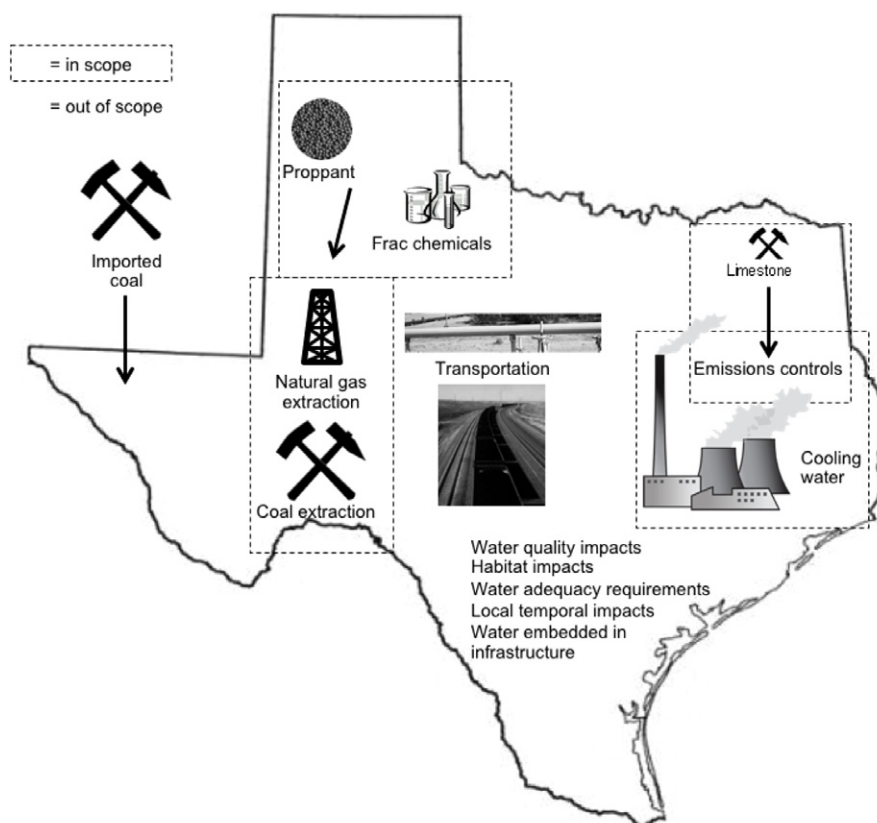 = in scope
= out of scope
Proppant
Frac chemicals
Imported
coal
Limestone
Natural gas
extraction
Transportation
Emissions controls
Coal extraction
Cooling
water
Water quality impacts
Habitat impacts
Water adequacy requirements
Local temporal impacts
Water embedded in
infrastructure